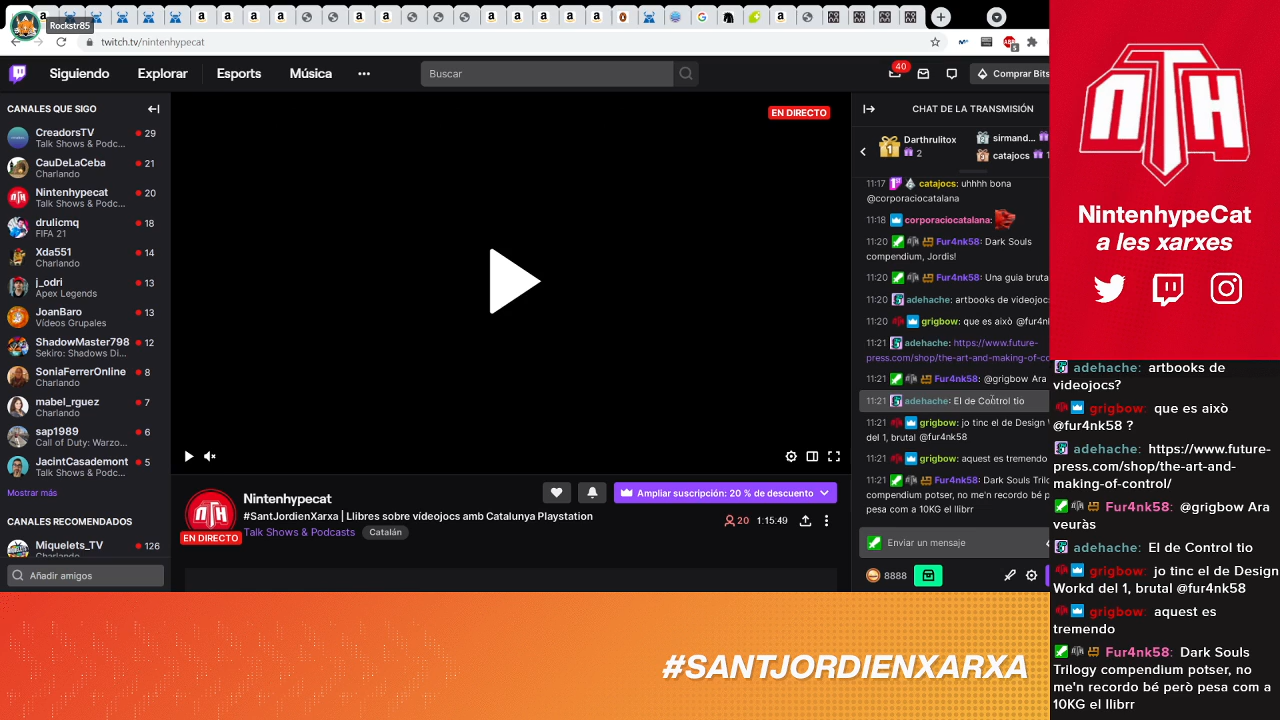 Rockstr85
twitch.tv/nintenhypecat
Siguiendo
Explorar
Esports
Música
Buscar
40
Comprar Bits
CANALES QUE SIGO
CreadorsTV 29
Talk Shows & Podc...
CauDeLaCeba 21
Charlando
Nintenhypecat 20
Talk Shows & Podc...
drulicmq 18
FIFA 21
Xda551 14
Charlando
j_odri 13
Apex Legends
JoanBaro 13
Vídeos Grupales
ShadowMaster798 12
Sekiro: Shadows Di...
SoniaFerrerOnline 8
Charlando
mabel_rguez 7
Charlando
sap1989 6
Call of Duty: Warzo...
JacintCasademont 5
Talk Shows & Podc...
Mostrar más
CANALES RECOMENDADOS
Miquelets_TV 126
Charlando
Añadir amigos
EN DIRECTO
Nintenhypecat
#SantJordienXarxa | Llibres sobre vídeojocs amb Catalunya Playstation
Talk Shows & Podcasts Catalán
EN DIRECTO
Ampliar suscripción: 20 % de descuento
20 1:15:49
CHAT DE LA TRANSMISIÓN
Darthrulitox
2
sirmand...
catajocs 1
11:17 catajocs: uhhhh bona
@corporaciocatalana
11:18 corporaciocatalana:
11:20 Fur4nk58: Dark Souls
compendium, Jordis!
11:20 Fur4nk58: Una guia bruta
11:20 adehache: artbooks de videojoc
11:20 grigbow: que es això @fur4n
11:21 adehache: https://www.future-
press.com/shop/the-art-and-making-of-c
11:21 Fur4nk58: @grigbow Ara
11:21 adehache: El de Control tio
11:21 grigbow: jo tinc el de Design
del 1, brutal @fur4nk58
11:21 grigbow: aquest es tremendo
11:21 Fur4nk58: Dark Souls Tril
compendium potser, no me'n recordo bé
pesa com a 10KG el llibrr
Enviar un mensaje
8888
NTH
NintenhypeCat
a les xarxes
adehache: artbooks de
videojocs?
grigbow: que es això
@fur4nk58 ?
adehache: https://www.future-
press.com/shop/the-art-and-
making-of-control/
Fur4nk58: @grigbow Ara
veuràs
adehache: El de Control tio
grigbow: jo tinc el de Design
Workd del 1, brutal @fur4nk58
grigbow: aquest es
tremendo
Fur4nk58: Dark Souls
Trilogy compendium potser, no
me'n recordo bé però pesa com a
10KG el llibrr
#SANTJORDIENXARXA